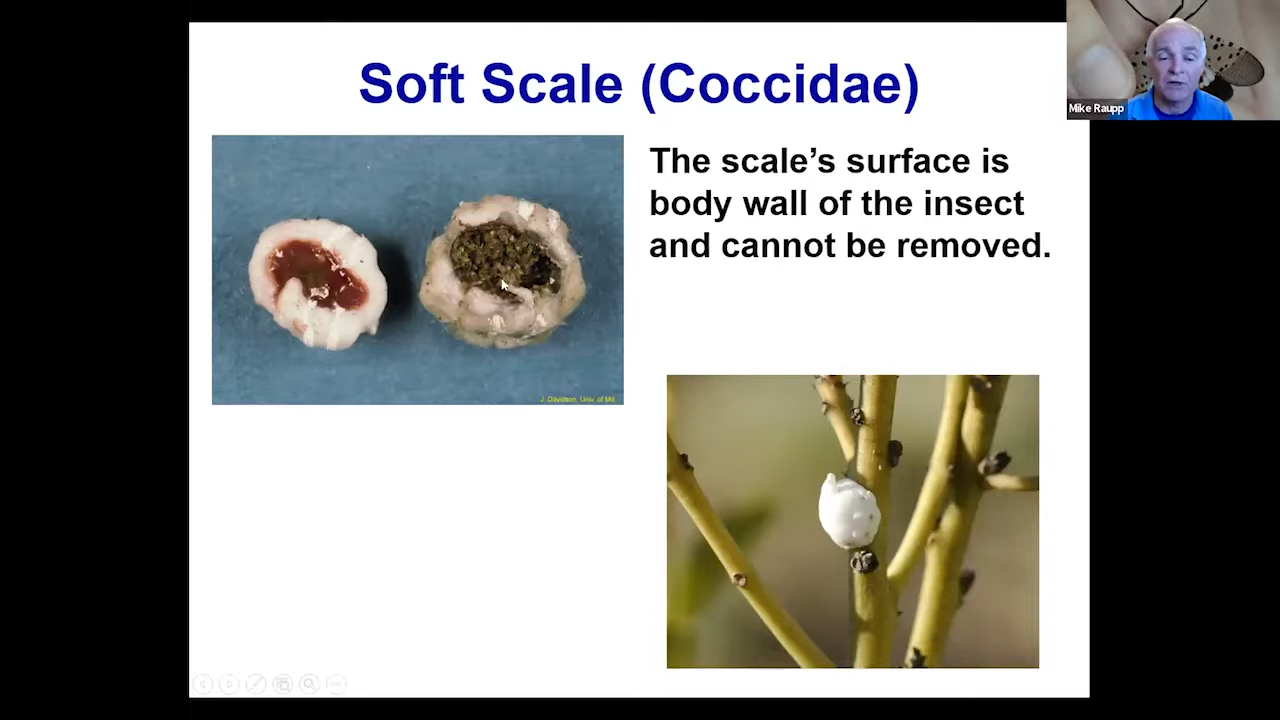 Soft Scale (Coccidae)
Mike Raupp
The scale’s surface is
body wall of the insect
and cannot be removed.
J. Davidson, Univ. of Md.